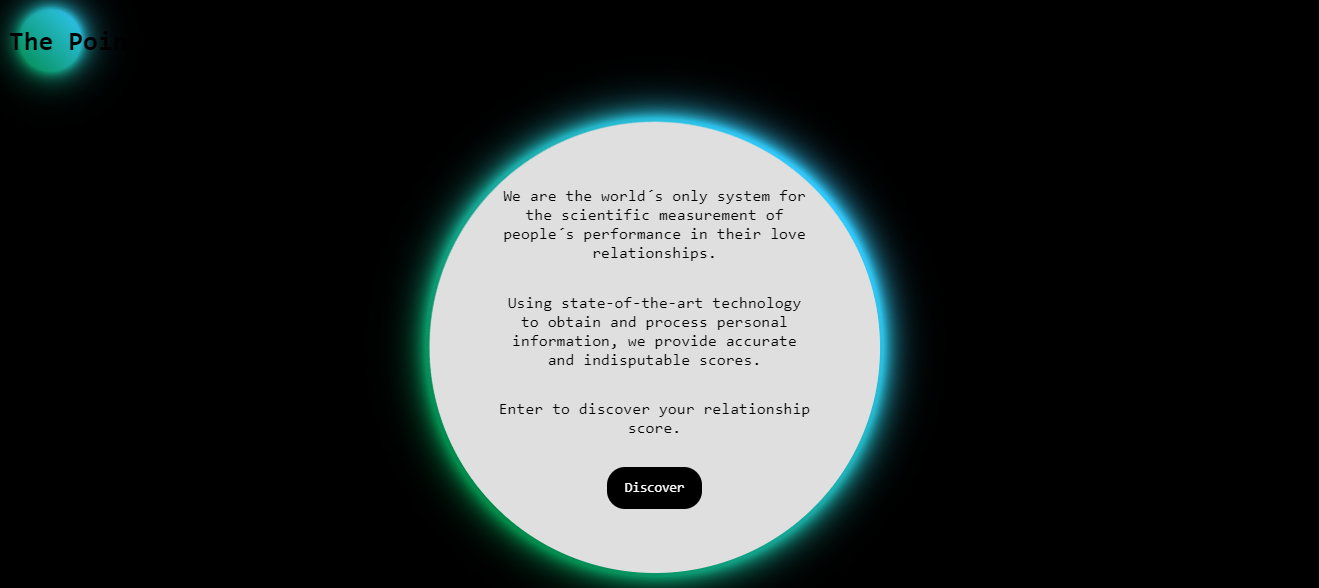 The Poin
We are the world´s only system for
the scientific measurement of
people´s performance in their love
relationships.
Using state-of-the-art technology
to obtain and process personal
information, we provide accurate
and indisputable scores.
Enter to discover your relationship
score.
Discover